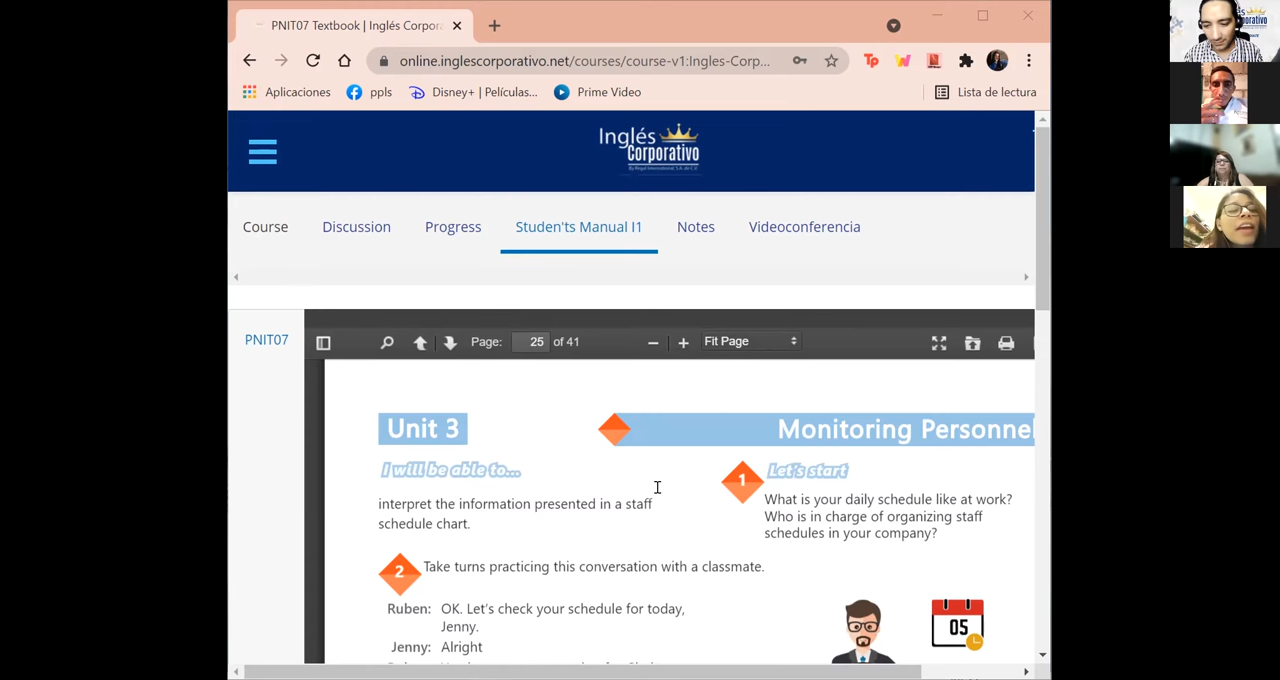 PNIT07 Textbook | Inglés Corpora
online.inglescorporativo.net/courses/course-v1:Ingles-Corp...
Aplicaciones ppls Disney+ | Películas... Prime Video Lista de lectura
Inglés
Corporativo
By Regal International, S.A. de C.V.
Course Discussion Progress Studen'ts Manual I1 Notes Videoconferencia
PNIT07
Page: 25 of 41 Fit Page
Unit 3 Monitoring Personnel
I will be able to...
interpret the information presented in a staff
schedule chart.
1 Let's start
What is your daily schedule like at work?
Who is in charge of organizing staff
schedules in your company?
2 Take turns practicing this conversation with a classmate.
Ruben: OK. Let's check your schedule for today,
Jenny.
Jenny: Alright
05